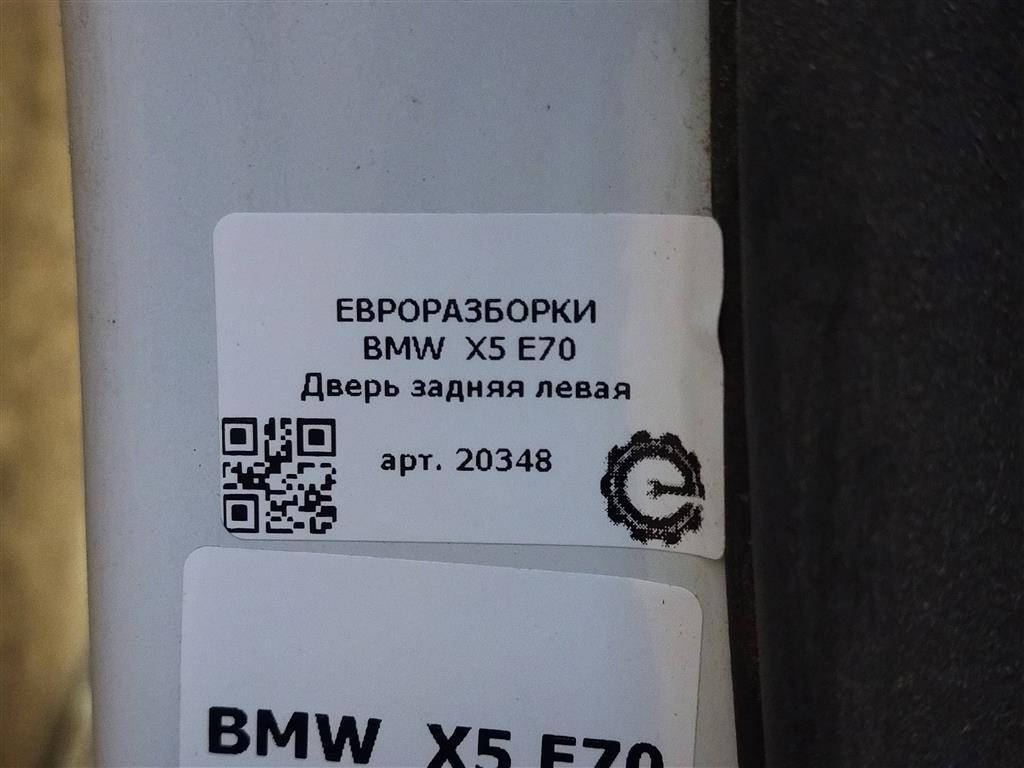 ЕВРОРАЗБОРКИ
BMW X5 E70
Дверь задняя левая
арт. 20348
BMW X5 E70